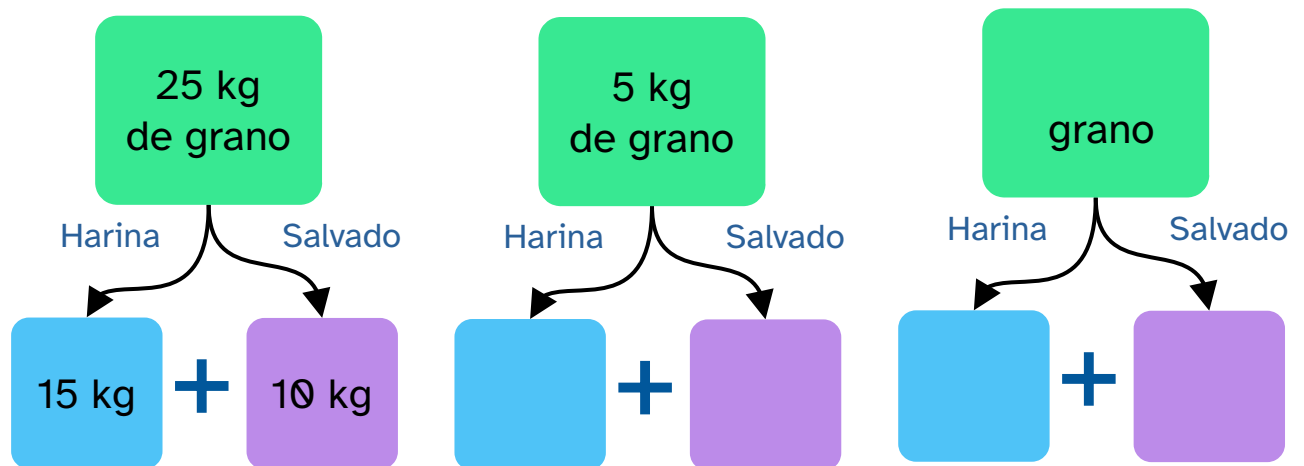 25 kg
de grano
5 kg
de grano
grano
Harina
Salvado
Harina
Salvado
Harina
Salvado
15 kg
+
10 kg
+
+